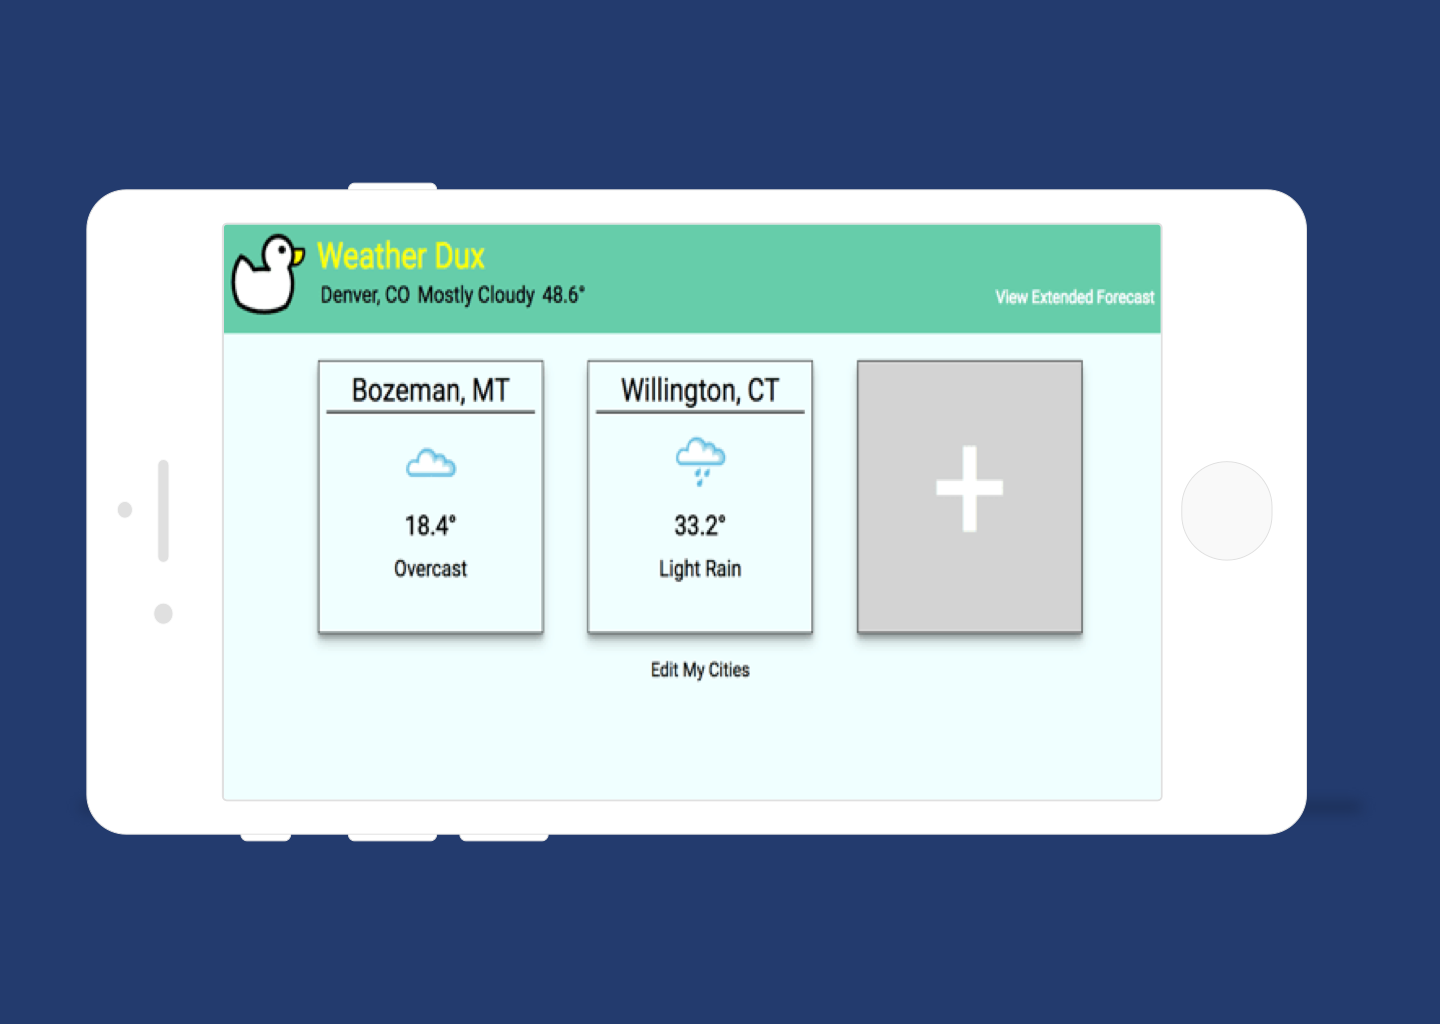 Weather Dux
Denver, CO Mostly Cloudy 48.6°
View Extended Forecast
Bozeman, MT
18.4°
Overcast
Willington, CT
33.2°
Light Rain
Edit My Cities